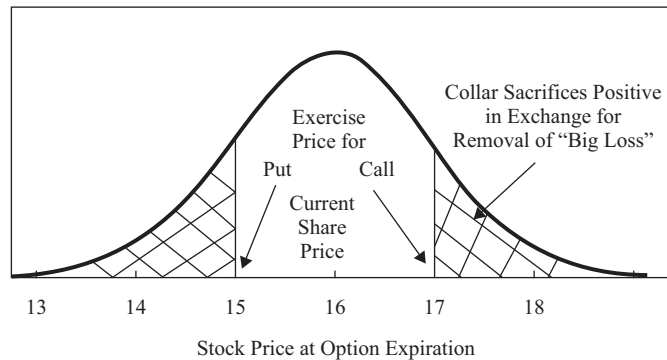 Collar Sacrifices Positive
in Exchange for
Removal of “Big Loss”
Exercise
Price for
Put Call
Current
Share
Price
13 14 15 16 17 18
Stock Price at Option Expiration